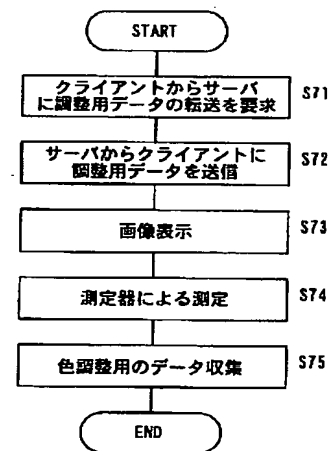 START
クライアントからサーバ
に調整用データの転送を要求
S71
サーバからクライアントに
調整用データを送信
S72
画像表示
S73
測定器による測定
S74
色調整用のデータ収集
S75
END